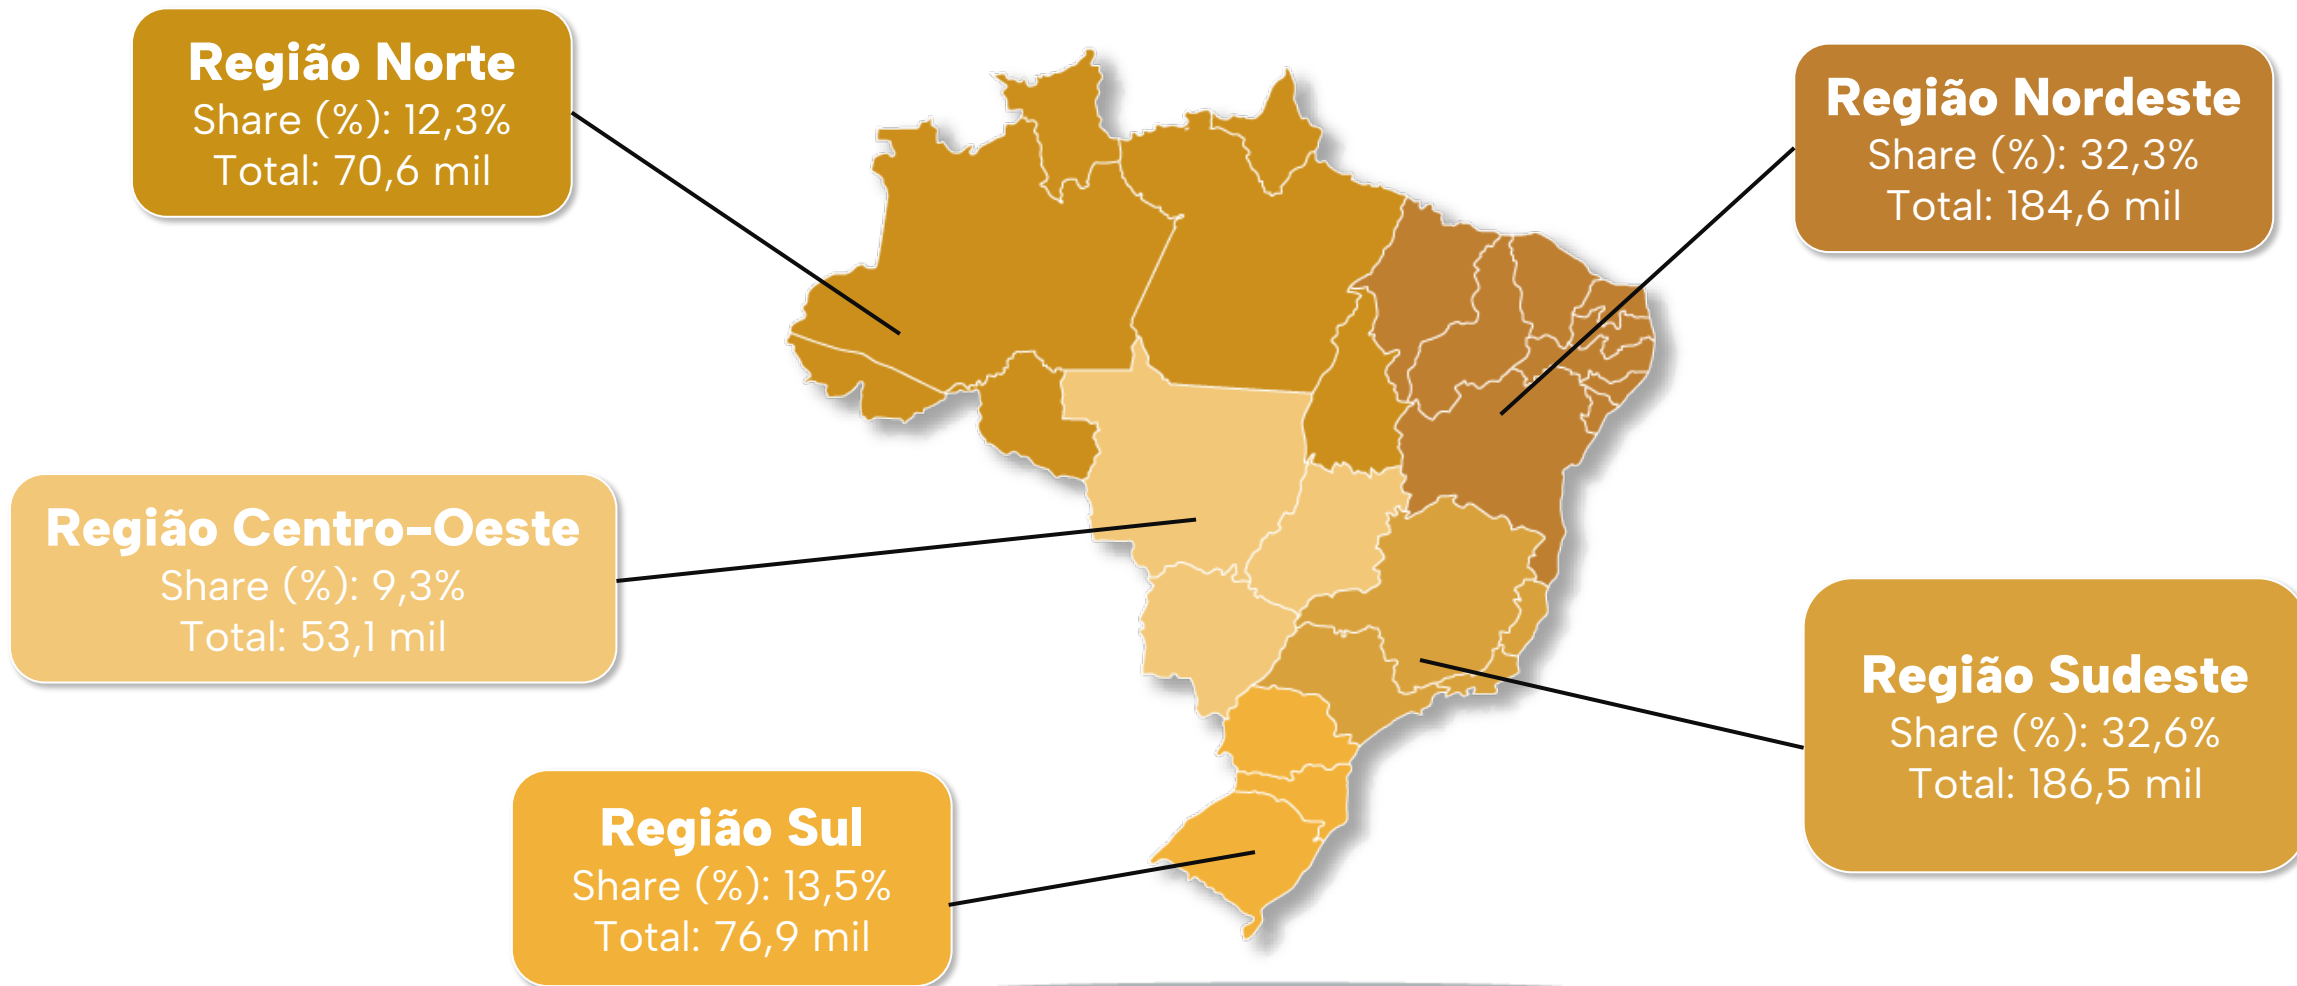 Região Norte
Share (%): 12,3%
Total: 70,6 mil
Região Nordeste
Share (%): 32,3%
Total: 184,6 mil
Região Centro-Oeste
Share (%): 9,3%
Total: 53,1 mil
Região Sudeste
Share (%): 32,6%
Total: 186,5 mil
Região Sul
Share (%): 13,5%
Total: 76,9 mil